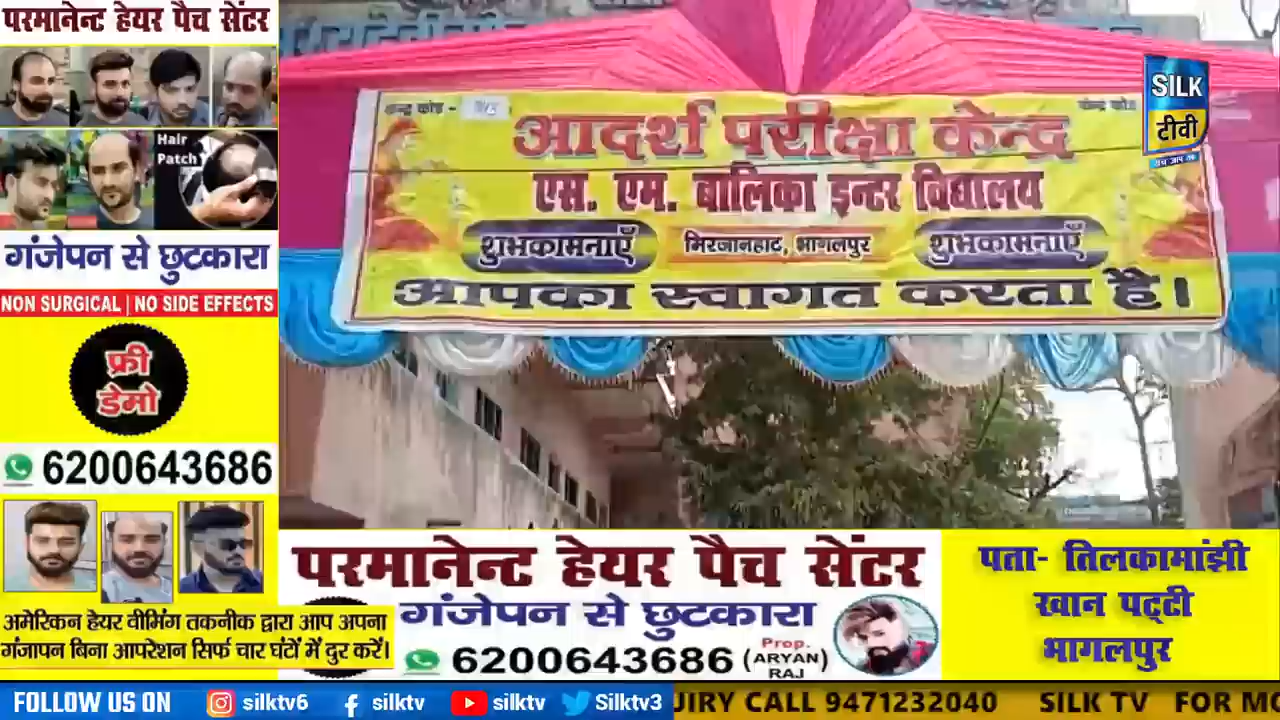 परमानेन्ट हेयर पैच सेंटर
Hair
Patch
गंजेपन से छुटकारा
NON SURGICAL | NO SIDE EFFECTS
फ्री
डेमो
6200643686
अमेरिकन हेयर वीमिंग तकनीक द्वारा आप अपना
गंजापन बिना आपरेशन सिर्फ चार घंटों में दुर करें।
SILK
टीवी
आदर्श परीक्षा केन्द्र
एस. एम. बालिका इन्टर विद्यालय
शुभकामनाएँ मिरजानहाट, भागलपुर शुभकामनाएँ
आपका स्वागत करता है।
परमानेन्ट हेयर पैच सेंटर
गंजेपन से छुटकारा
6200643686
Prop.
(ARYAN)
RAJ
पता- तिलकामांझी
खान पट्टी
भागलपुर
FOLLOW US ON silktv6 silktv silktv Silktv3 UIRY CALL 9471232040 SILK TV FOR MO